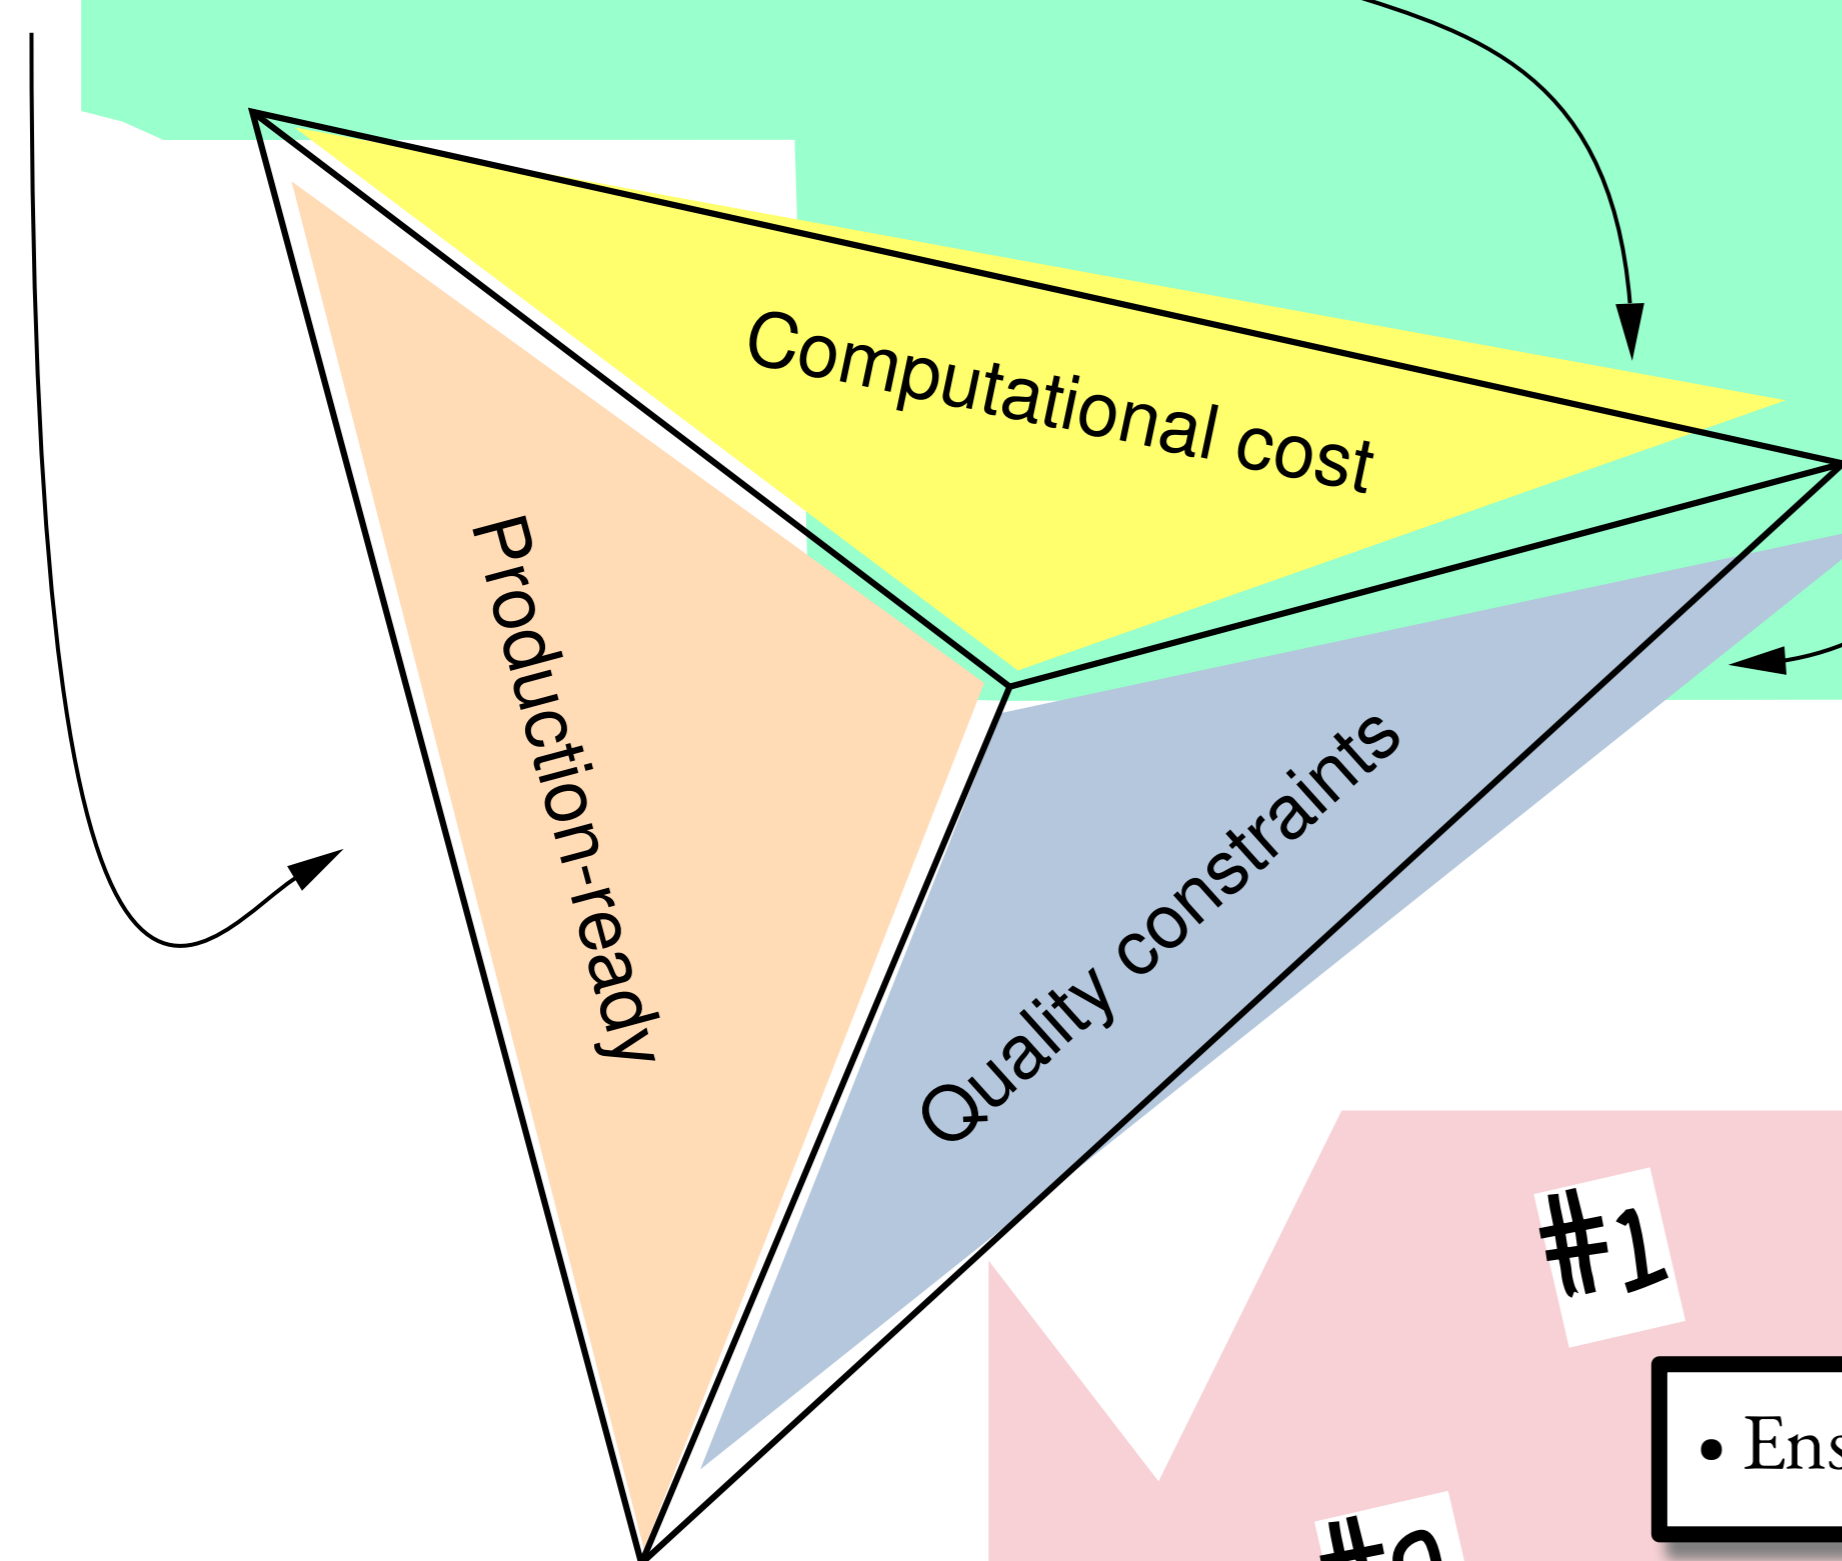 Computational cost
Production-ready
Quality constraints
#1
• Ens